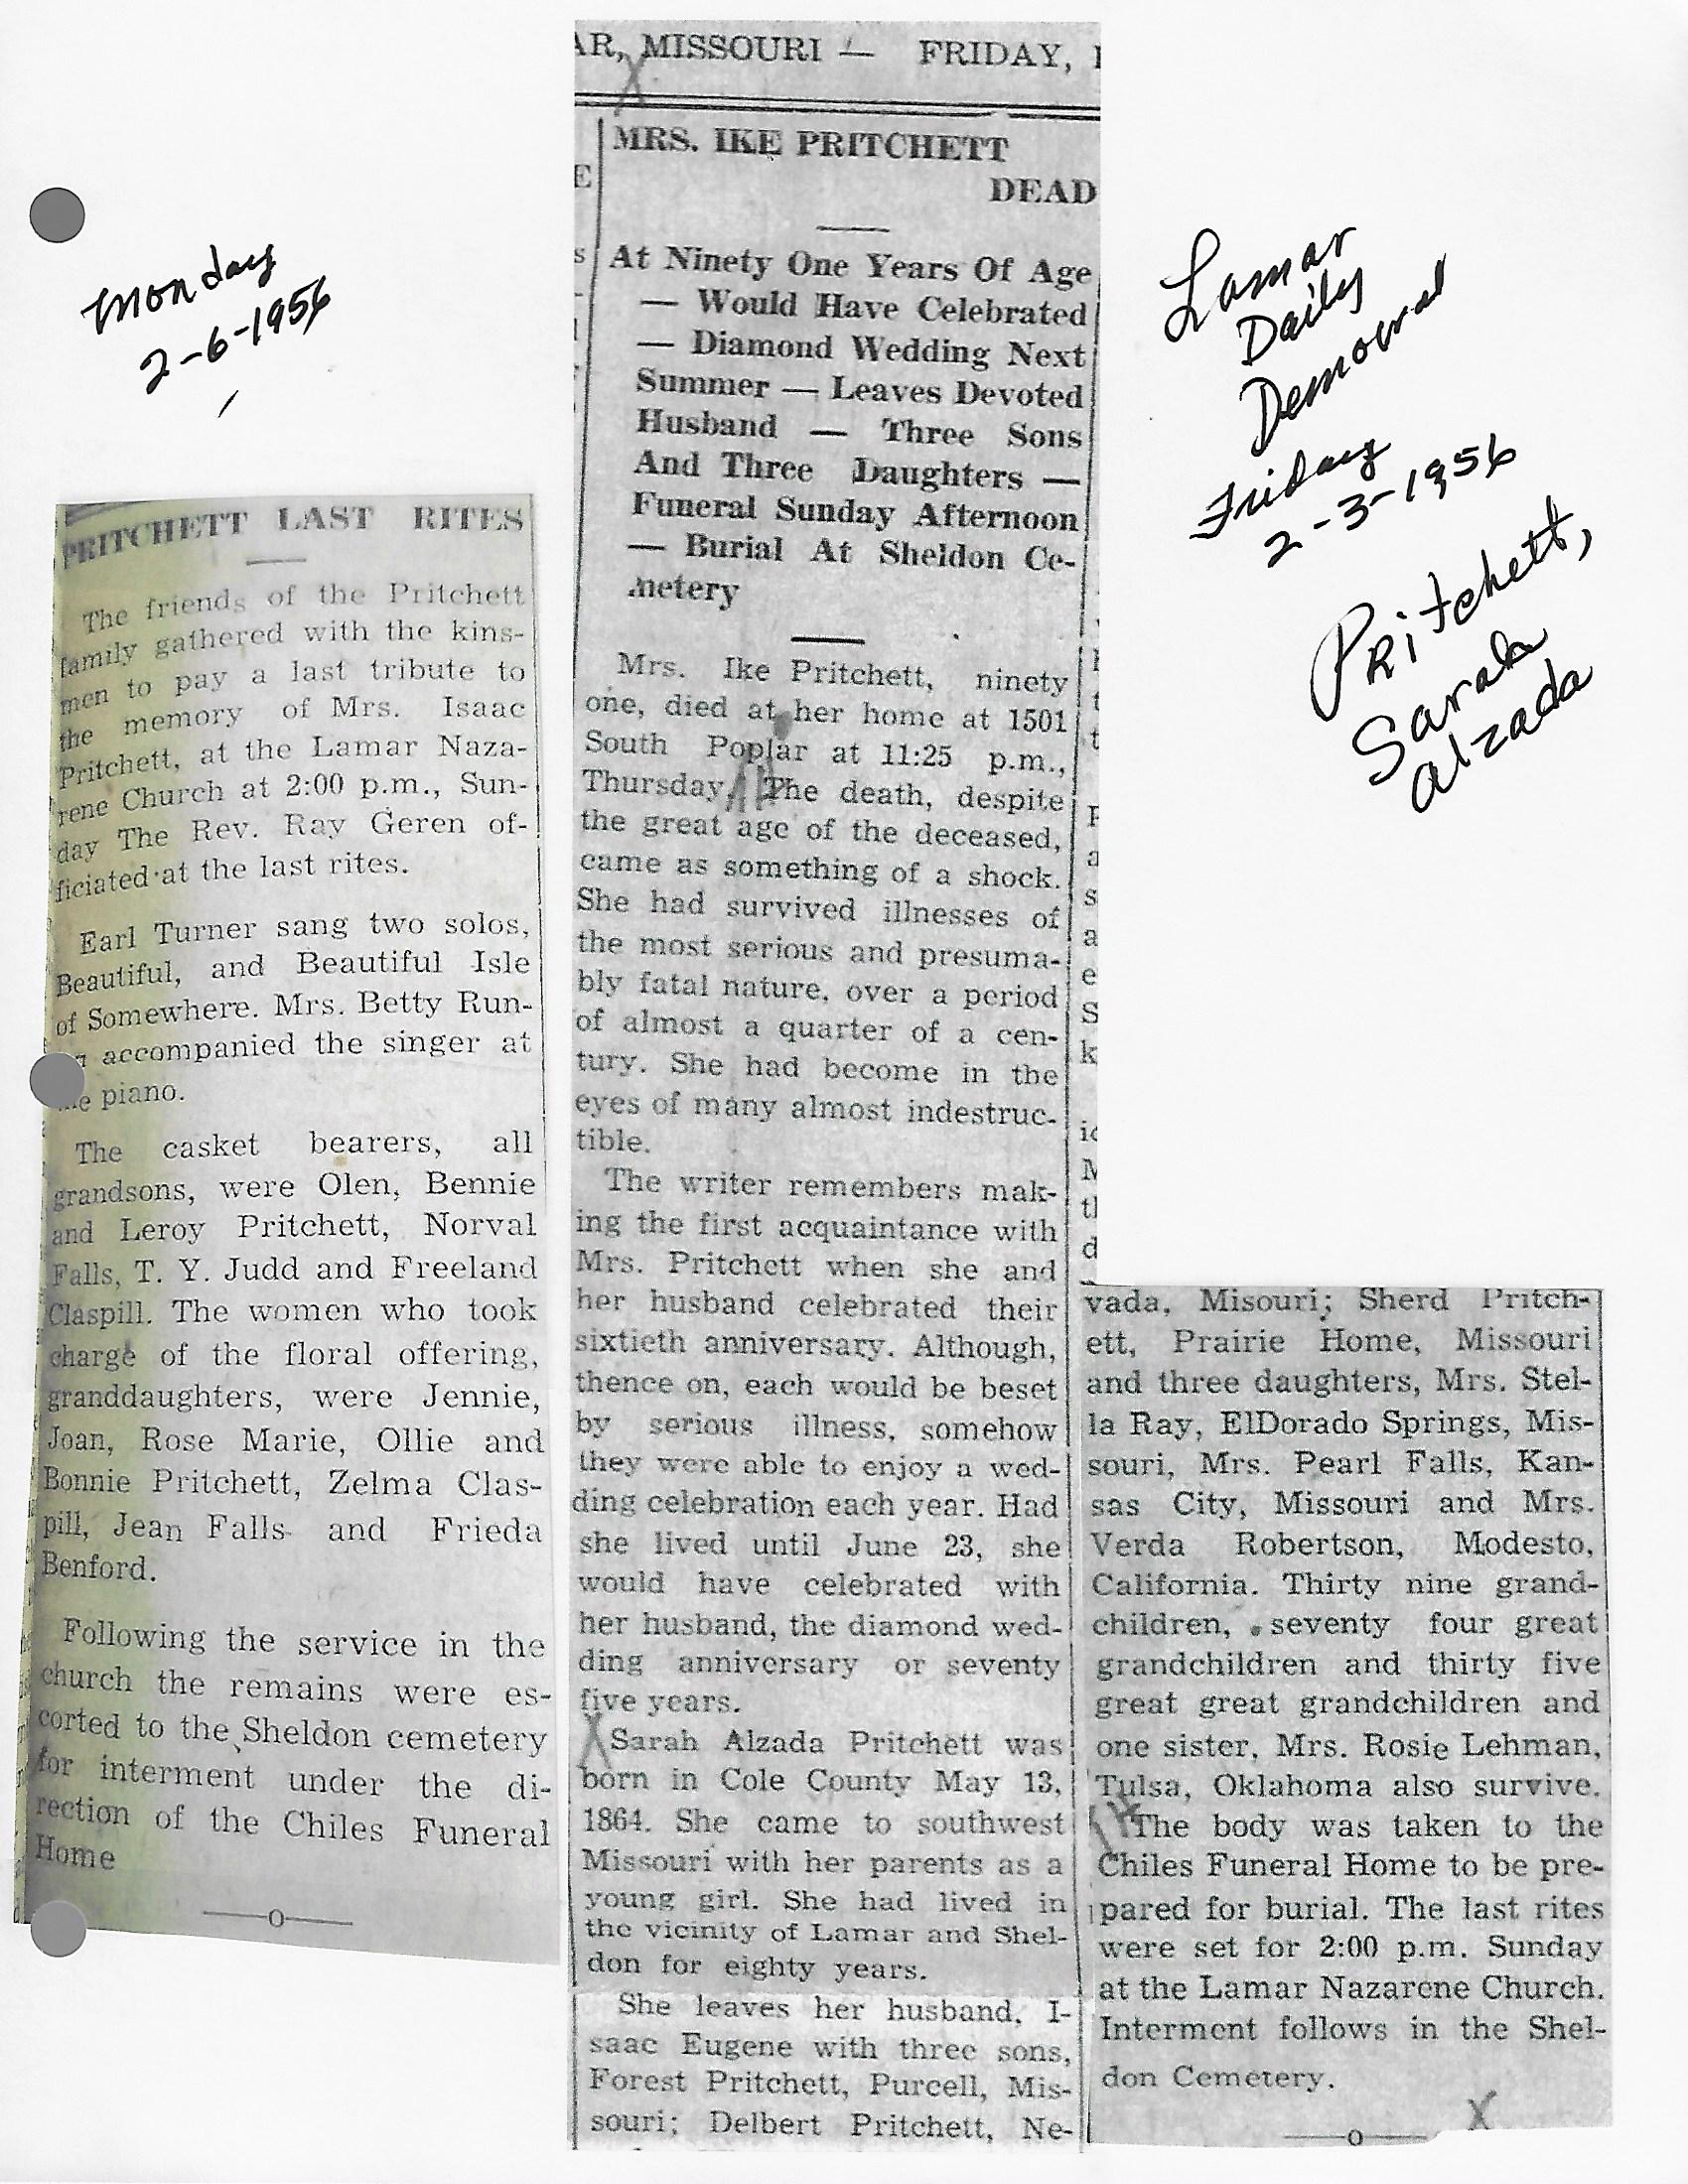 Monday
2-6-1956
PRITCHETT LAST RITES
The friends of the Pritchett
family gathered with the kins-
men to pay a last tribute to
the memory of Mrs. Isaac
Pritchett, at the Lamar Naza-
rene Church at 2:00 p.m., Sun-
day The Rev. Ray Geren of-
ficiated at the last rites.
Earl Turner sang two solos,
Beautiful, and Beautiful Isle
of Somewhere. Mrs. Betty Run-
accompanied the singer at
piano.
The casket bearers, all
grandsons, were Olen, Bennie
and Leroy Pritchett, Norval
Falls, T. Y. Judd and Freeland
Claspill. The women who took
charge of the floral offering,
granddaughters, were Jennie,
Joan, Rose Marie, Ollie and
Bonnie Pritchett, Zelma Clas-
pill, Jean Falls and Frieda
Benford.
Following the service in the
church the remains were es-
corted to the Sheldon cemetery
for interment under the di-
rection of the Chiles Funeral
Home
—o—
AR, MISSOURI — FRIDAY,
MRS. IKE PRITCHETT
DEAD
At Ninety One Years Of Age
— Would Have Celebrated
— Diamond Wedding Next
Summer — Leaves Devoted
Husband — Three Sons
And Three Daughters —
Funeral Sunday Afternoon
— Burial At Sheldon Ce-
metery
Mrs. Ike Pritchett, ninety
one, died at her home at 1501
South Poplar at 11:25 p.m.,
Thursday. The death, despite
the great age of the deceased,
came as something of a shock.
She had survived illnesses of
the most serious and presuma-
bly fatal nature, over a period
of almost a quarter of a cen-
tury. She had become in the
eyes of many almost indestruc-
tible.
The writer remembers mak-
ing the first acquaintance with
Mrs. Pritchett when she and
her husband celebrated their
sixtieth anniversary. Although,
thence on, each would be beset
by serious illness, somehow
they were able to enjoy a wed-
ding celebration each year. Had
she lived until June 23, she
would have celebrated with
her husband, the diamond wed-
ding anniversary or seventy
five years.
Sarah Alzada Pritchett was
born in Cole County May 13,
1864. She came to southwest
Missouri with her parents as a
young girl. She had lived in
the vicinity of Lamar and Shel-
don for eighty years.
She leaves her husband, I-
saac Eugene with three sons,
Forest Pritchett, Purcell, Mis-
souri; Delbert Pritchett, Ne-
vada, Misouri; Sherd Pritch-
ett, Prairie Home, Missouri
and three daughters, Mrs. Stel-
la Ray, ElDorado Springs, Mis-
souri, Mrs. Pearl Falls, Kan-
sas City, Missouri and Mrs.
Verda Robertson, Modesto,
California. Thirty nine grand-
children, seventy four great
grandchildren and thirty five
great great grandchildren and
one sister, Mrs. Rosie Lehman,
Tulsa, Oklahoma also survive.
The body was taken to the
Chiles Funeral Home to be pre-
pared for burial. The last rites
were set for 2:00 p.m. Sunday
at the Lamar Nazarene Church.
Interment follows in the Shel-
don Cemetery.
—o—
Lamar
Daily
Democrat
Friday
2-3-1956
Pritchett,
Sarah
Alzada